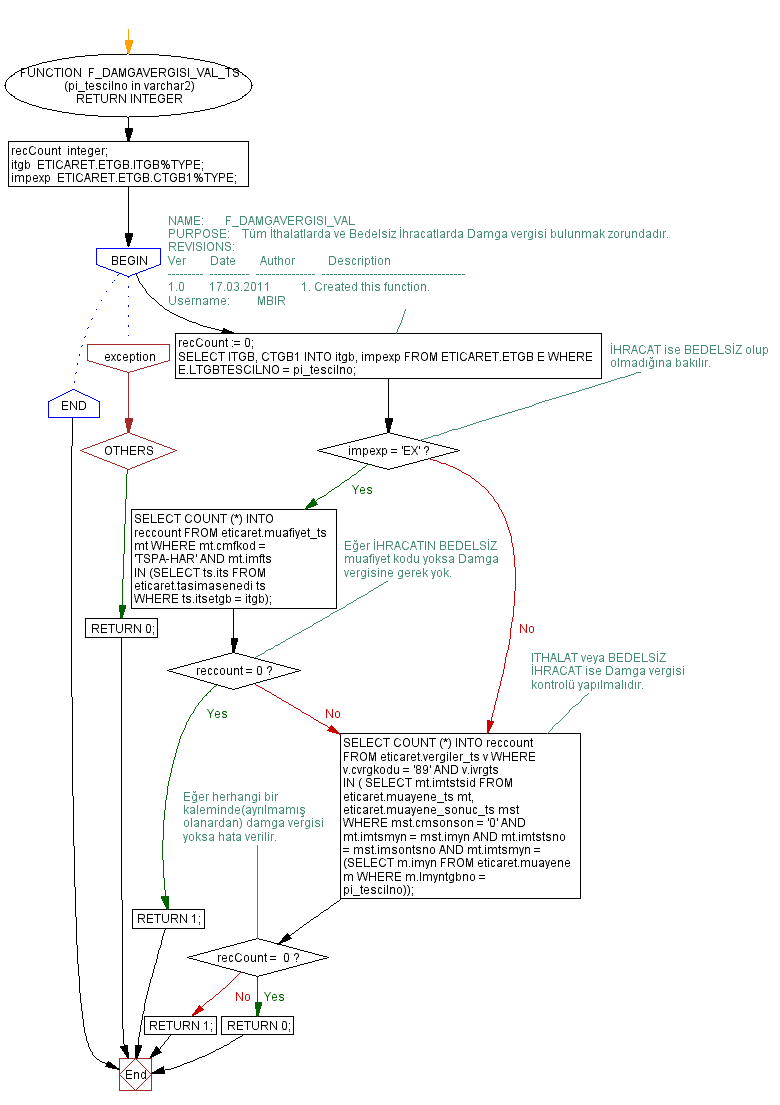 FUNCTION F_DAMGAVERGISI_VAL_TS
(pi_tescilno in varchar2)
RETURN INTEGER
recCount integer;
itgb ETICARET.ETGB.ITGB%TYPE;
impexp ETICARET.ETGB.CTGB1%TYPE;
NAME: F_DAMGAVERGISI_VAL
PURPOSE: Tüm İthalatlarda ve Bedelsiz İhracatlarda Damga vergisi bulunmak zorundadır.
REVISIONS:
Ver Date Author Description
--------- ---------- --------------- ------------------------------------
1.0 17.03.2011 1. Created this function.
Username: MBIR
BEGIN
recCount := 0;
SELECT ITGB, CTGB1 INTO itgb, impexp FROM ETICARET.ETGB E WHERE
E.LTGBTESCILNO = pi_tescilno;
İHRACAT ise BEDELSİZ olup
olmadığına bakılır.
exception
END
OTHERS
impexp = 'EX' ?
Yes
SELECT COUNT (*) INTO
reccount FROM eticaret.muafiyet_ts
mt WHERE mt.cmfkod =
'TSPA-HAR' AND mt.imfts
IN (SELECT ts.its FROM
eticaret.tasimasenedi ts
WHERE ts.itsetgb = itgb);
Eğer İHRACATIN BEDELSİZ
muafiyet kodu yoksa Damga
vergisine gerek yok.
RETURN 0;
No
reccount = 0 ?
ITHALAT veya BEDELSİZ
İHRACAT ise Damga vergisi
kontrolü yapılmalıdır.
Yes
No
SELECT COUNT (*) INTO reccount
FROM eticaret.vergiler_ts v WHERE
v.cvrgkodu = '89' AND v.ivrgts
IN ( SELECT mt.imtstsid FROM
eticaret.muayene_ts mt,
eticaret.muayene_sonuc_ts mst
WHERE mst.cmsonson = '0' AND
mt.imtsmyn = mst.imyn AND mt.imtstsno
= mst.imsontsno AND mt.imtsmyn =
(SELECT m.imyn FROM eticaret.muayene
m WHERE m.lmyntgbno =
pi_tescilno));
Eğer herhangi bir
kaleminde(ayrılmamış
olanardan) damga vergisi
yoksa hata verilir.
RETURN 1;
recCount = 0 ?
No
Yes
RETURN 1;
RETURN 0;
End